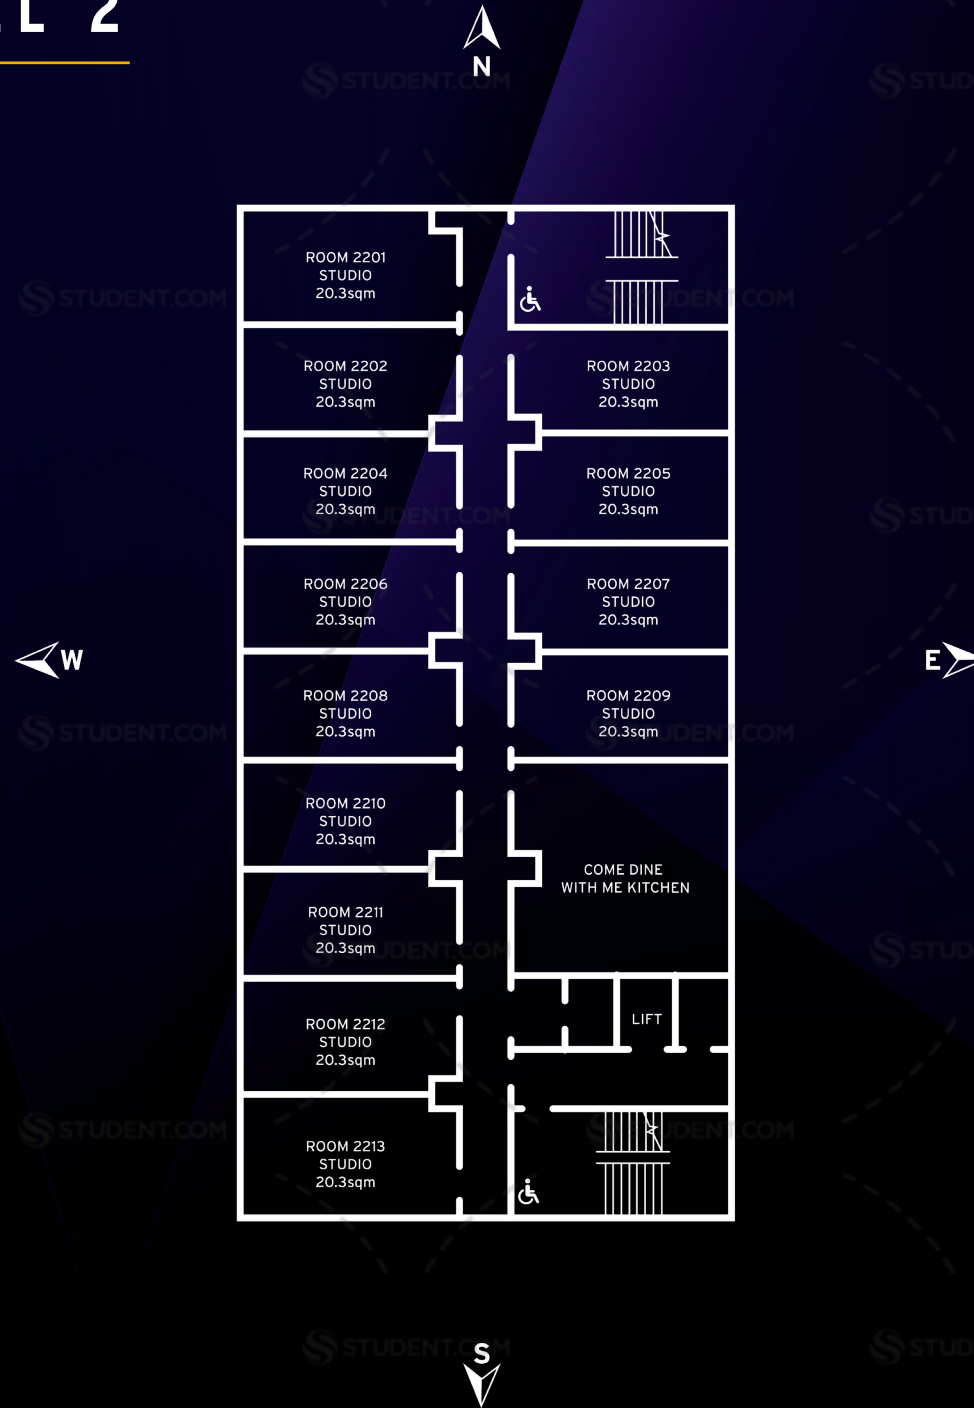 L 2
N
ROOM 2201
STUDIO
20.3sqm
ROOM 2202
STUDIO
20.3sqm
ROOM 2203
STUDIO
20.3sqm
ROOM 2204
STUDIO
20.3sqm
ROOM 2205
STUDIO
20.3sqm
ROOM 2206
STUDIO
20.3sqm
ROOM 2207
STUDIO
20.3sqm
W
E
ROOM 2208
STUDIO
20.3sqm
ROOM 2209
STUDIO
20.3sqm
ROOM 2210
STUDIO
20.3sqm
COME DINE
WITH ME KITCHEN
ROOM 2211
STUDIO
20.3sqm
ROOM 2212
STUDIO
20.3sqm
LIFT
ROOM 2213
STUDIO
20.3sqm
S
STUDENT.COM